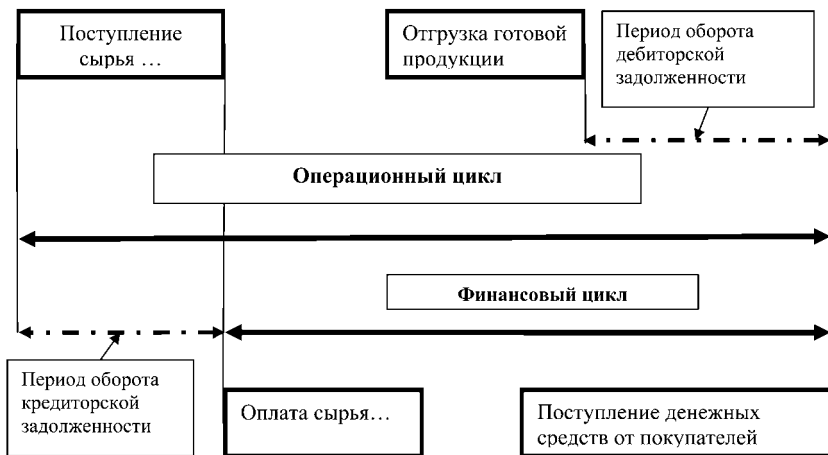 Поступление
сырья …
Отгрузка готовой
продукции
Период оборота
дебиторской
задолженности
Операционный цикл
Финансовый цикл
Период оборота
кредиторской
задолженности
Оплата сырья…
Поступление денежных
средств от покупателей